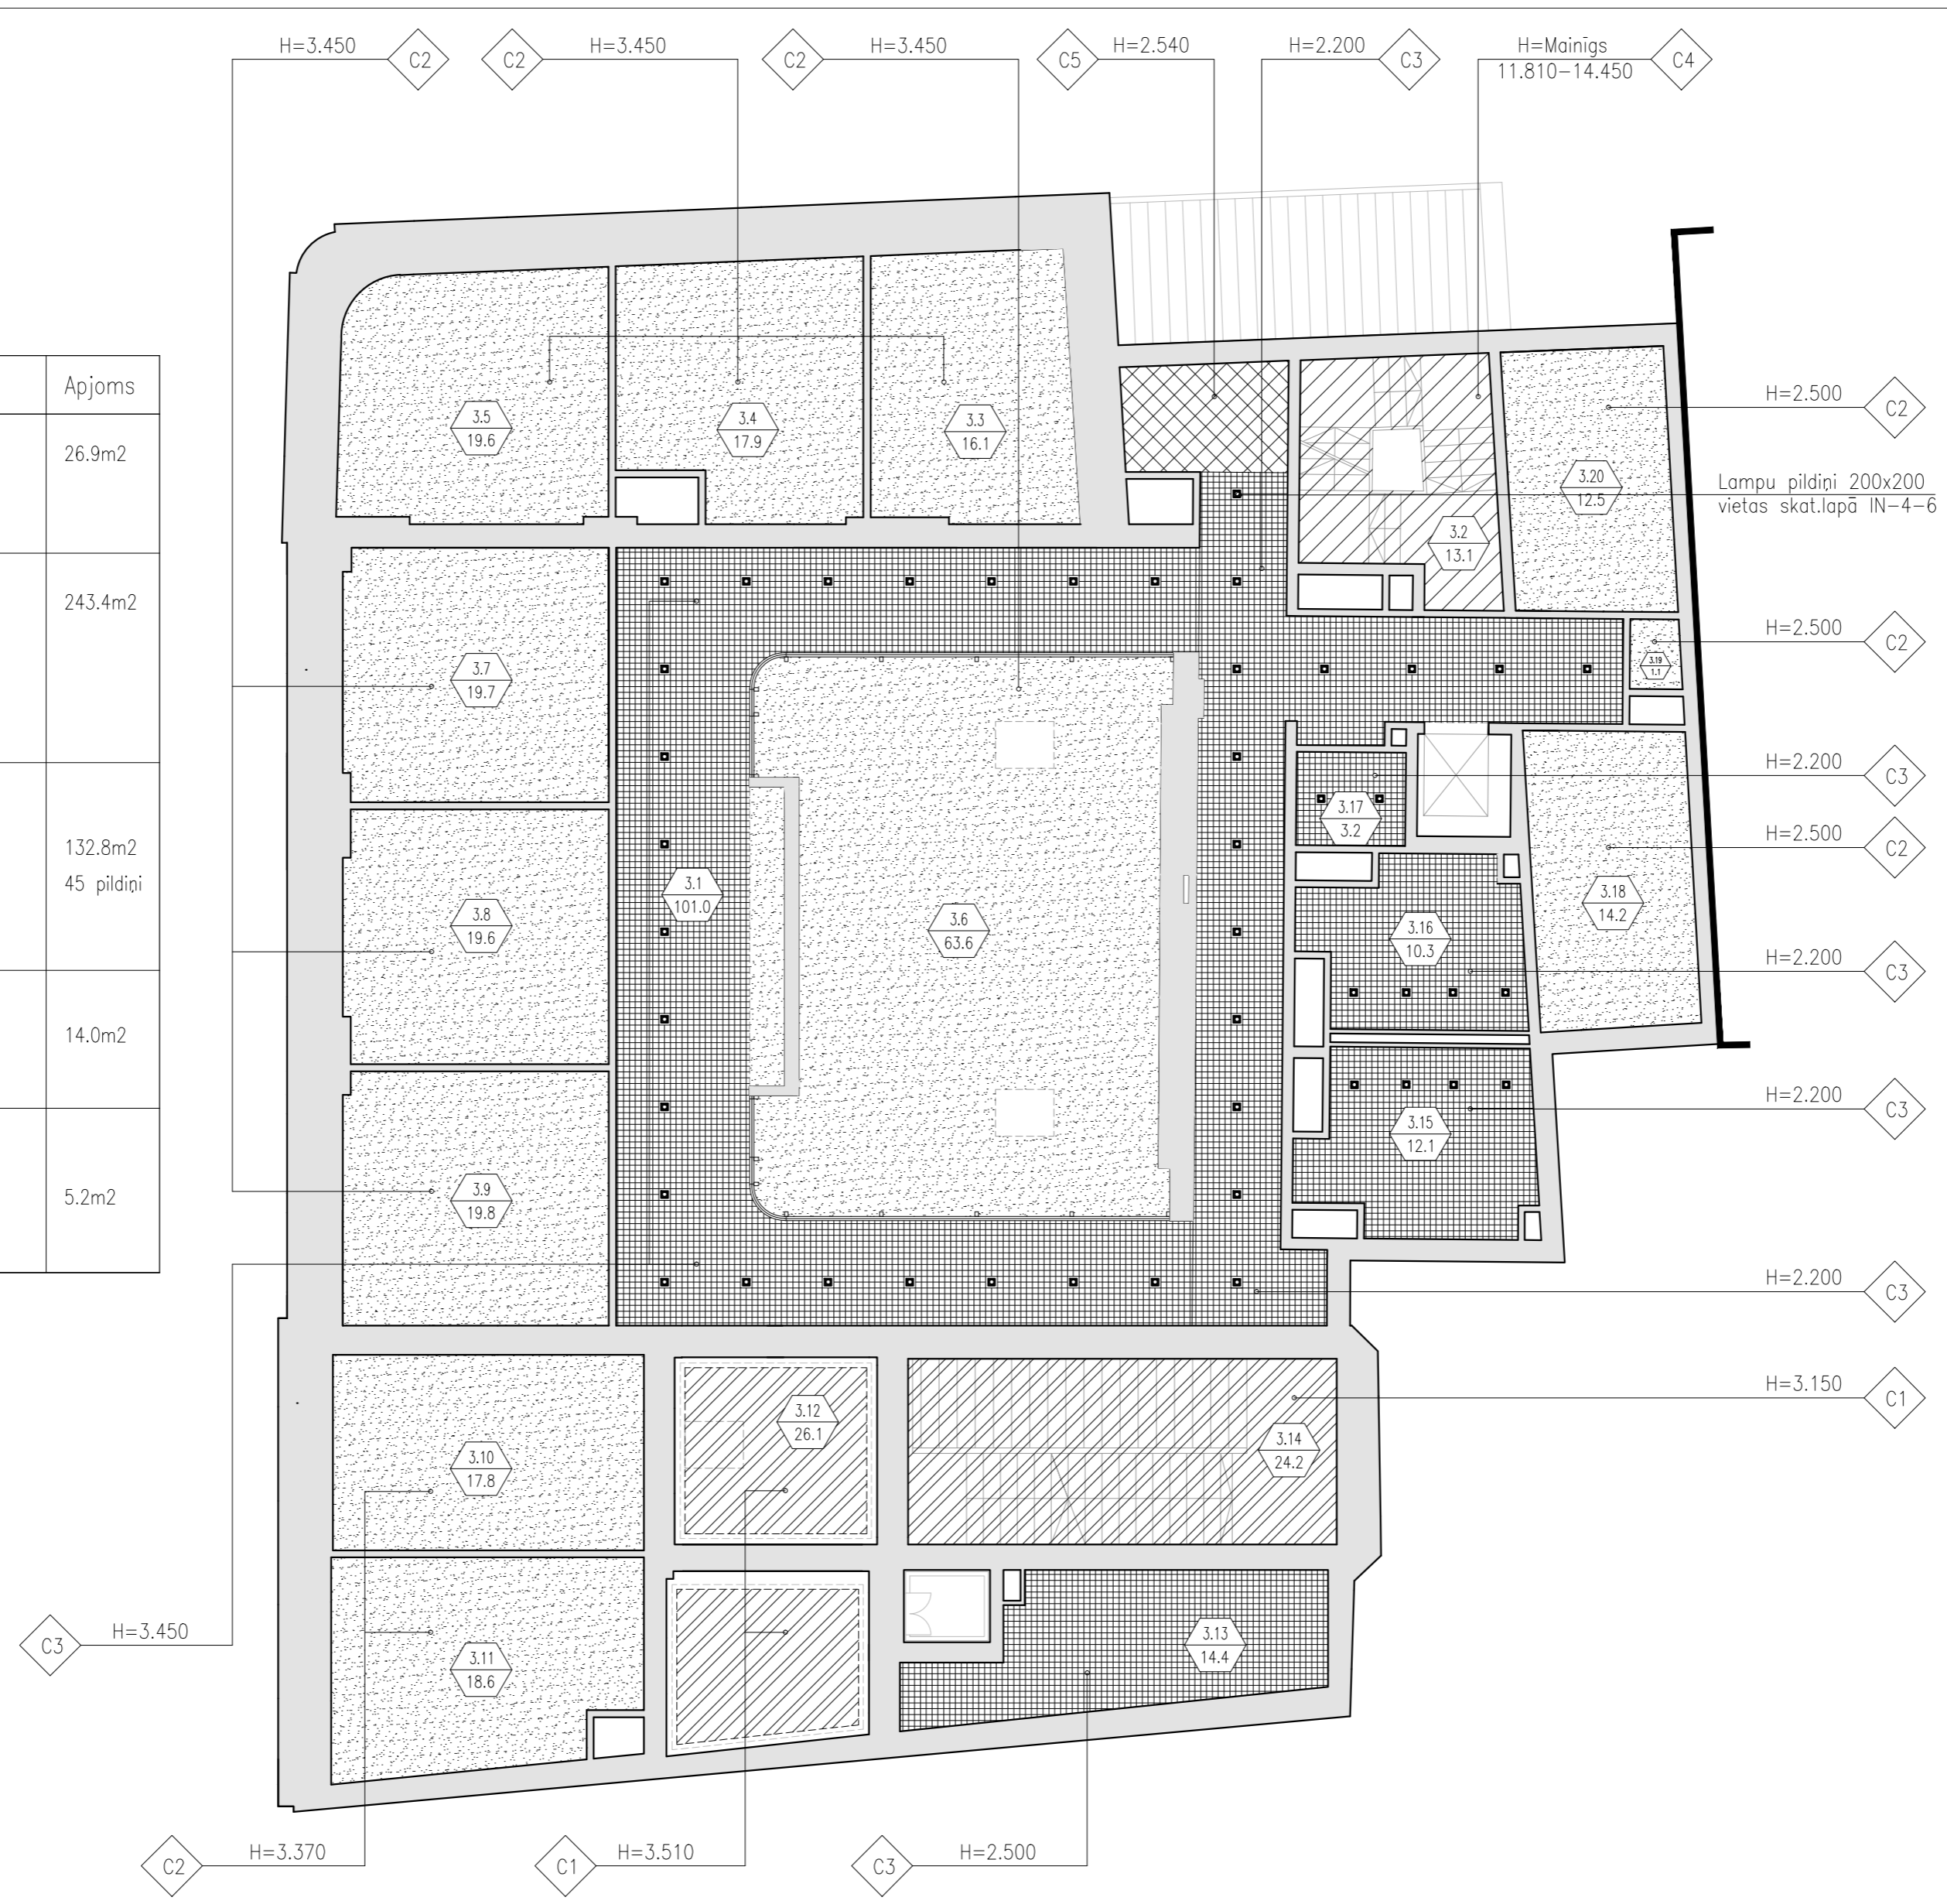 H=3.450
C2
C2
H=3.450
C2
H=3.450
C5
H=2.540
H=2.200
C3
H=Mainīgs
11.810-14.450
C4
Apjoms
26.9m2
243.4m2
132.8m2
45 pildiņi
14.0m2
5.2m2
3.5
19.6
3.4
17.9
3.3
16.1
3.20
12.5
3.2
13.1
H=2.500
C2
Lampu pildiņi 200x200
vietas skat.lapā IN-4-6
H=2.500
C2
3.19
1.1
3.7
19.7
H=2.200
C3
3.17
3.2
H=2.500
C2
3.1
101.0
3.8
19.6
3.6
63.6
3.16
10.3
3.18
14.2
H=2.200
C3
H=2.200
C3
3.15
12.1
3.9
19.8
H=2.200
C3
H=3.150
C1
3.12
26.1
3.14
24.2
3.10
17.8
C3
H=3.450
3.11
18.6
3.13
14.4
C2
H=3.370
C1
H=3.510
C3
H=2.500